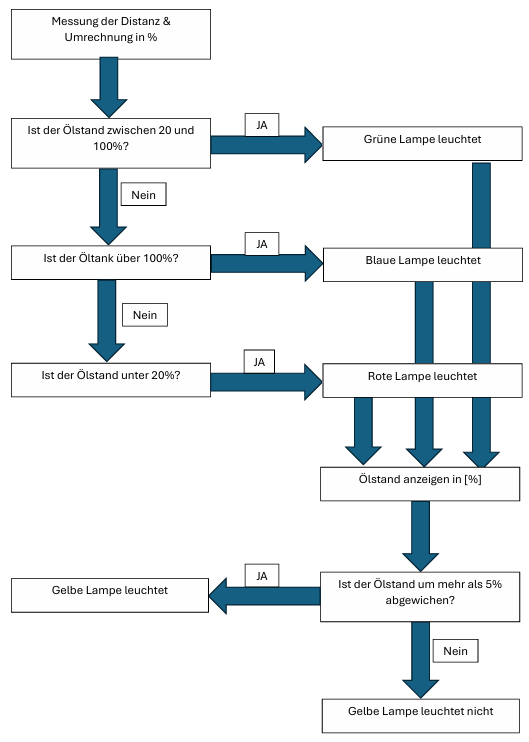 Messung der Distanz &
Umrechnung in %
Ist der Ölstand zwischen 20 und
100%?
JA
Grüne Lampe leuchtet
Nein
Ist der Öltank über 100%?
JA
Blaue Lampe leuchtet
Nein
Ist der Ölstand unter 20%?
JA
Rote Lampe leuchtet
Ölstand anzeigen in [%]
Ist der Ölstand um mehr als 5%
abgewichen?
JA
Gelbe Lampe leuchtet
Nein
Gelbe Lampe leuchtet nicht